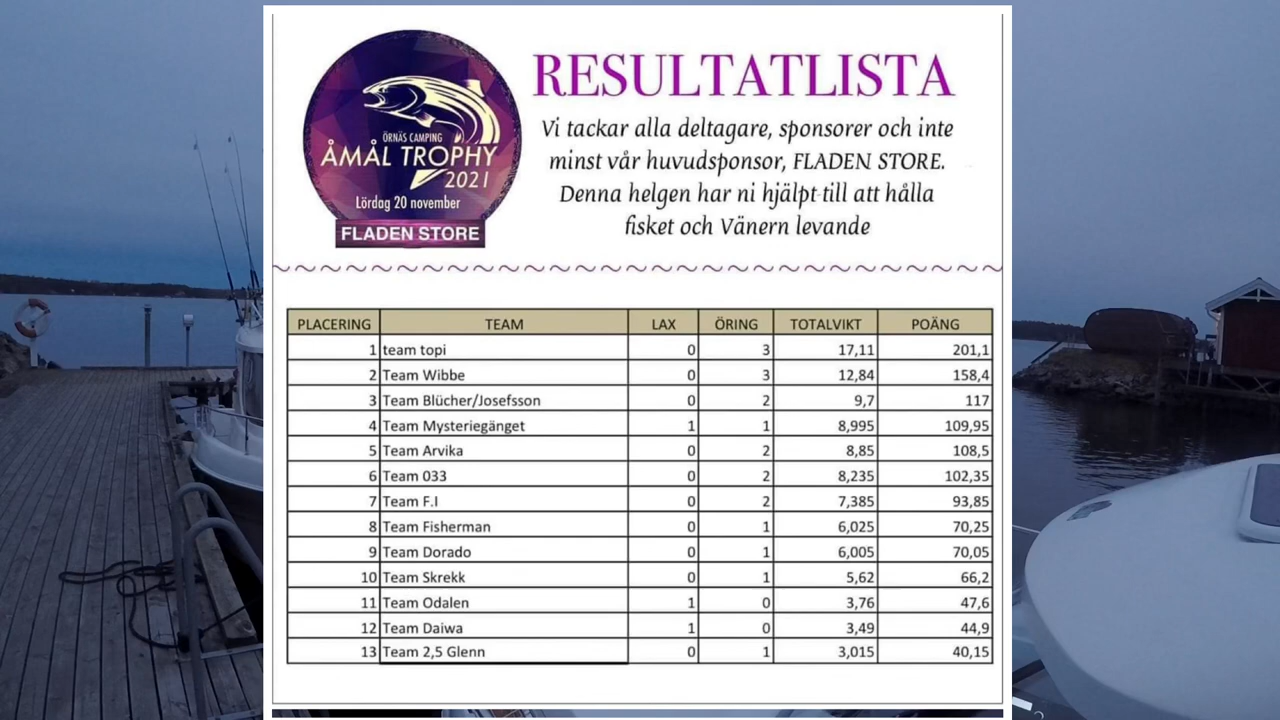 ÖRNÄS CAMPING
ÅMÅL TROPHY
2021
Lördag 20 november
FLADEN STORE
RESULTATLISTA
Vi tackar alla deltagare, sponsorer och inte
minst vår huvudsponsor, FLADEN STORE.
Denna helgen har ni hjälpt till att hålla
fisket och Vänern levande
PLACERING TEAM LAX ÖRING TOTALVIKT POÄNG
1 team topi 0 3 17,11 201,1
2 Team Wibbe 0 3 12,84 158,4
3 Team Blücher/Josefsson 0 2 9,7 117
4 Team Mysteriegänget 1 1 8,995 109,95
5 Team Arvika 0 2 8,85 108,5
6 Team 033 0 2 8,235 102,35
7 Team F.I 0 2 7,385 93,85
8 Team Fisherman 0 1 6,025 70,25
9 Team Dorado 0 1 6,005 70,05
10 Team Skrekk 0 1 5,62 66,2
11 Team Odalen 1 0 3,76 47,6
12 Team Daiwa 1 0 3,49 44,9
13 Team 2,5 Glenn 0 1 3,015 40,15